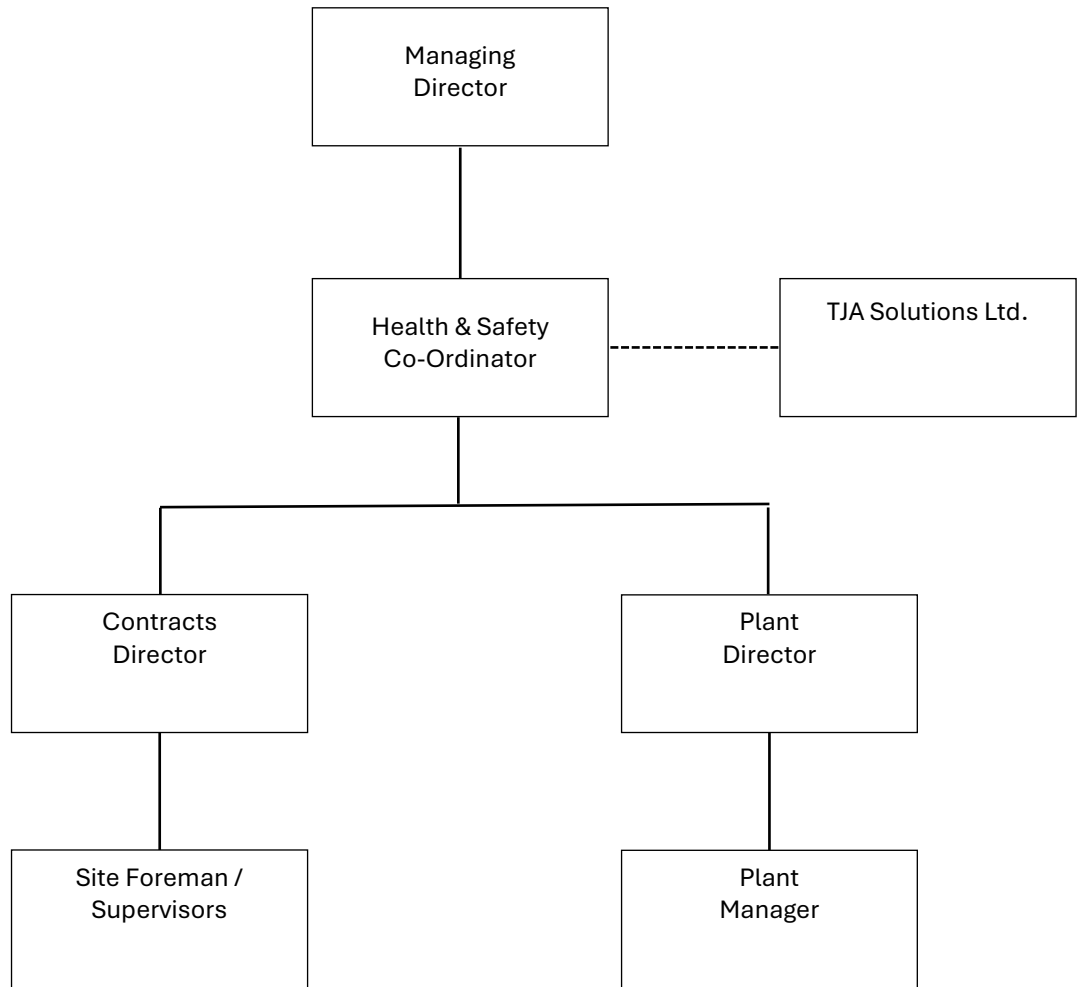 Managing
Director
Health & Safety
Co-Ordinator
TJA Solutions Ltd.
Contracts
Director
Plant
Director
Site Foreman /
Supervisors
Plant
Manager